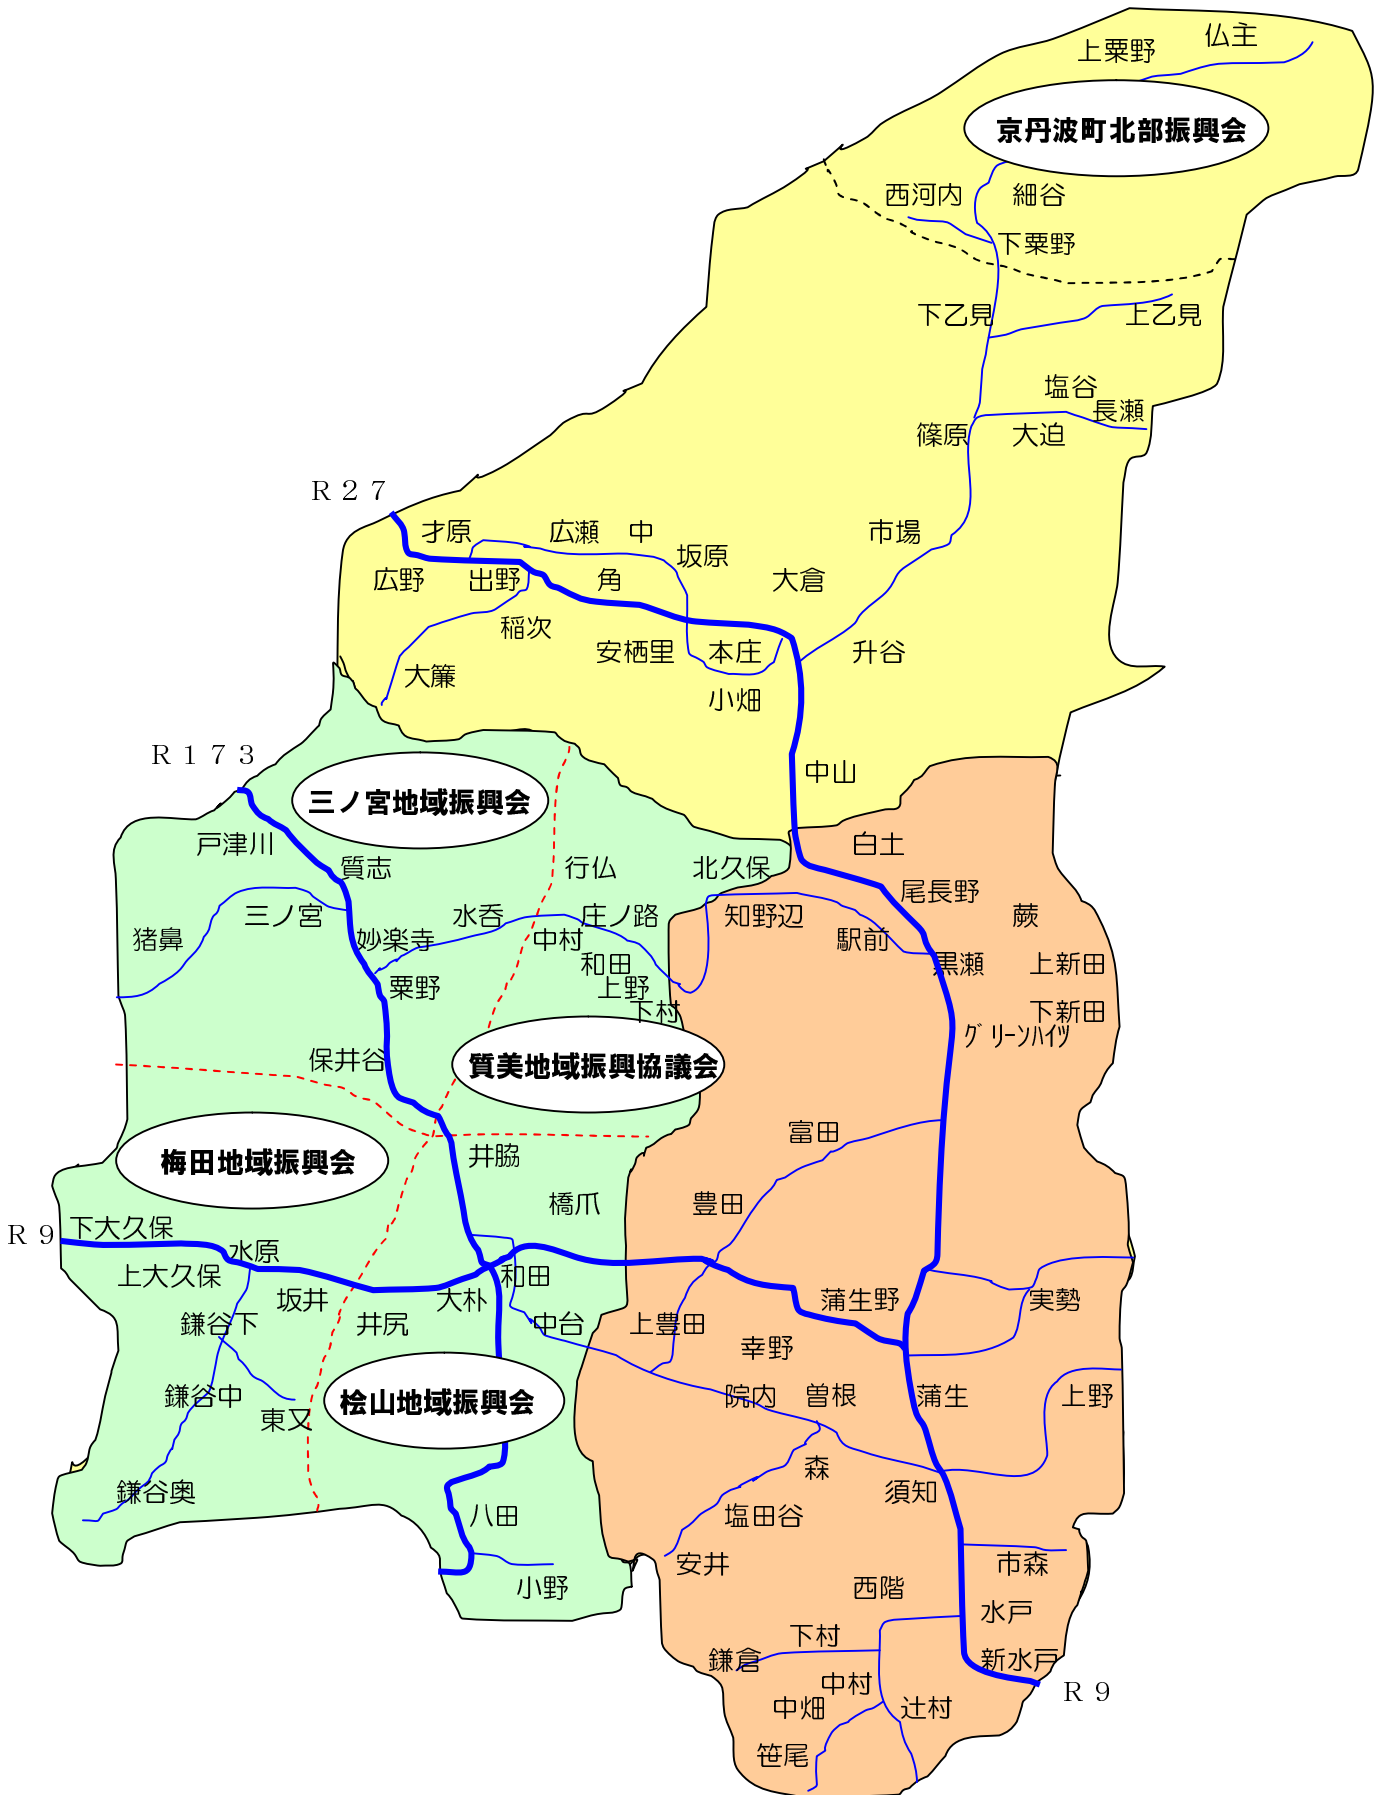 仏主
上粟野
京丹波町北部振興会
西河内
細谷
下粟野
下乙見
上乙見
塩谷
長瀬
篠原
大迫
Ｒ２７
才原
広瀬
中
市場
坂原
広野
出野
角
大倉
稲次
安栖里
本庄
升谷
大簾
小畑
Ｒ１７３
中山
三ノ宮地域振興会
戸津川
白土
質志
行仏
北久保
尾長野
三ノ宮
水呑
庄ノ路
知野辺
蕨
猪鼻
妙楽寺
中村
駅前
和田
黒瀬
上新田
粟野
上野
下村
下新田
ｸﾞﾘｰﾝﾊｲﾂ
保井谷
質美地域振興協議会
富田
梅田地域振興会
井脇
橋爪
豊田
Ｒ９
下大久保
水原
上大久保
和田
坂井
大朴
蒲生野
実勢
鎌谷下
井尻
中台
上豊田
幸野
鎌谷中
桧山地域振興会
院内
曽根
蒲生
上野
東又
森
鎌谷奥
須知
八田
塩田谷
安井
市森
小野
西階
水戸
下村
鎌倉
新水戸
中村
Ｒ９
中畑
辻村
笹尾